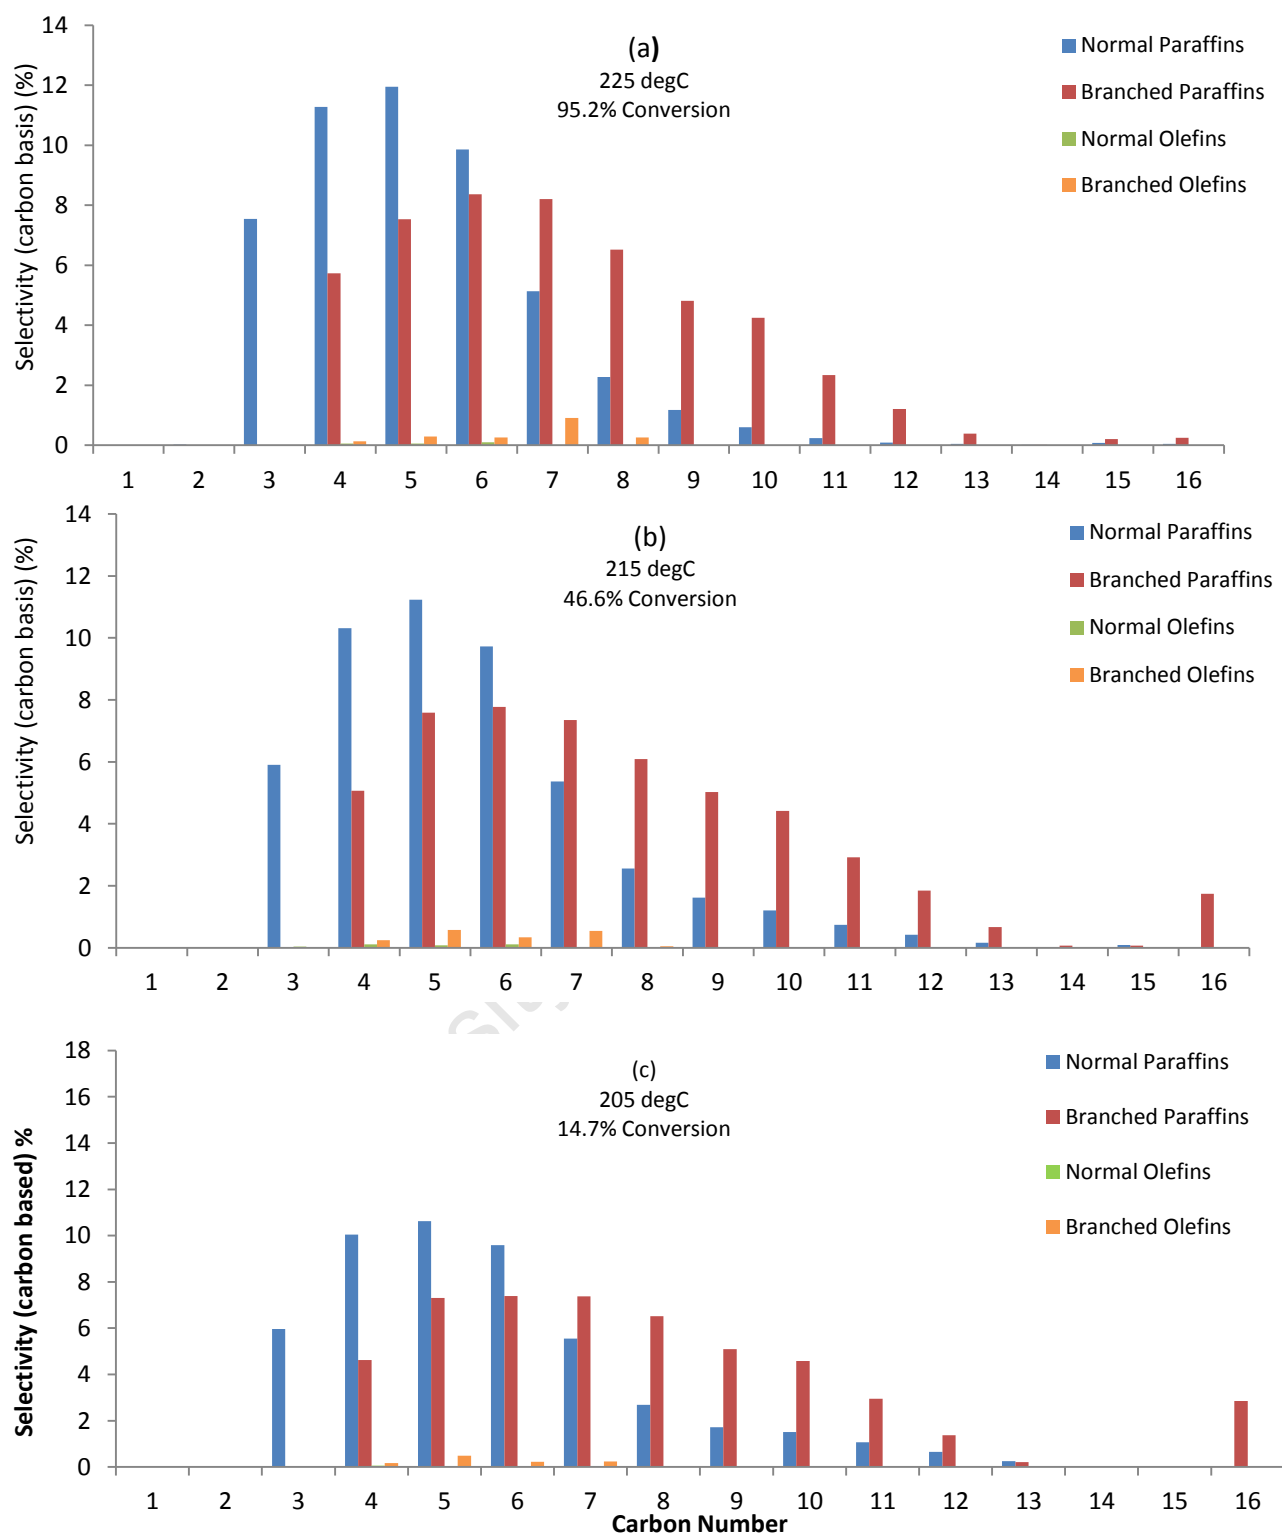 14
12
10
8
6
4
2
0
Selectivity (carbon basis) (%)
(a)
225 degC
95.2% Conversion
Normal Paraffins
Branched Paraffins
Normal Olefins
Branched Olefins
1 2 3 4 5 6 7 8 9 10 11 12 13 14 15 16
14
12
10
8
6
4
2
0
Selectivity (carbon basis) (%)
(b)
215 degC
46.6% Conversion
Normal Paraffins
Branched Paraffins
Normal Olefins
Branched Olefins
1 2 3 4 5 6 7 8 9 10 11 12 13 14 15 16
18
16
14
12
10
8
6
4
2
0
Selectivity (carbon based) %
(c)
205 degC
14.7% Conversion
Normal Paraffins
Branched Paraffins
Normal Olefins
Branched Olefins
1 2 3 4 5 6 7 8 9 10 11 12 13 14 15 16
Carbon Number